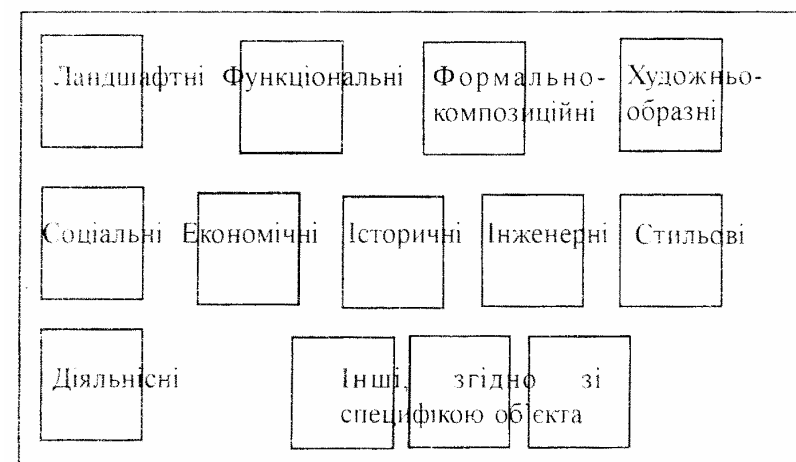 Ландшафтні Функціональні Формально- Художньо-
композиційні образні
Соціальні Економічні Історичні Інженерні Стильові
Діяльнісні Інші, згідно зі
специфікою об'єкта